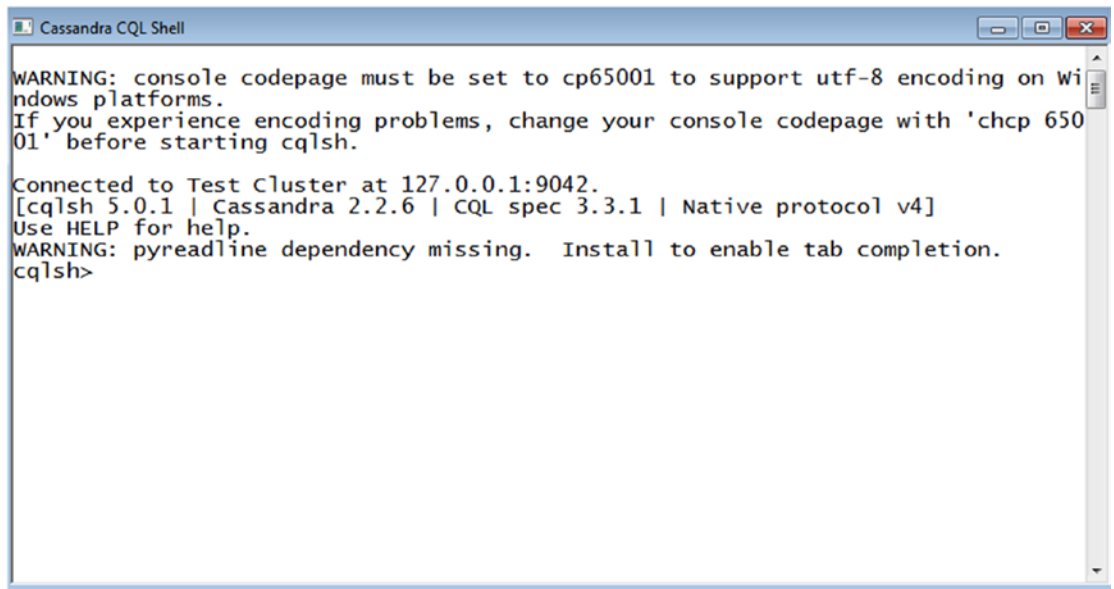 Cassandra CQL Shell
WARNING: console codepage must be set to cp65001 to support utf-8 encoding on Wi
ndows platforms.
If you experience encoding problems, change your console codepage with 'chcp 650
01' before starting cqlsh.
Connected to Test Cluster at 127.0.0.1:9042.
[cqlsh 5.0.1 | Cassandra 2.2.6 | CQL spec 3.3.1 | Native protocol v4]
Use HELP for help.
WARNING: pyreadline dependency missing.  Install to enable tab completion.
cqlsh>